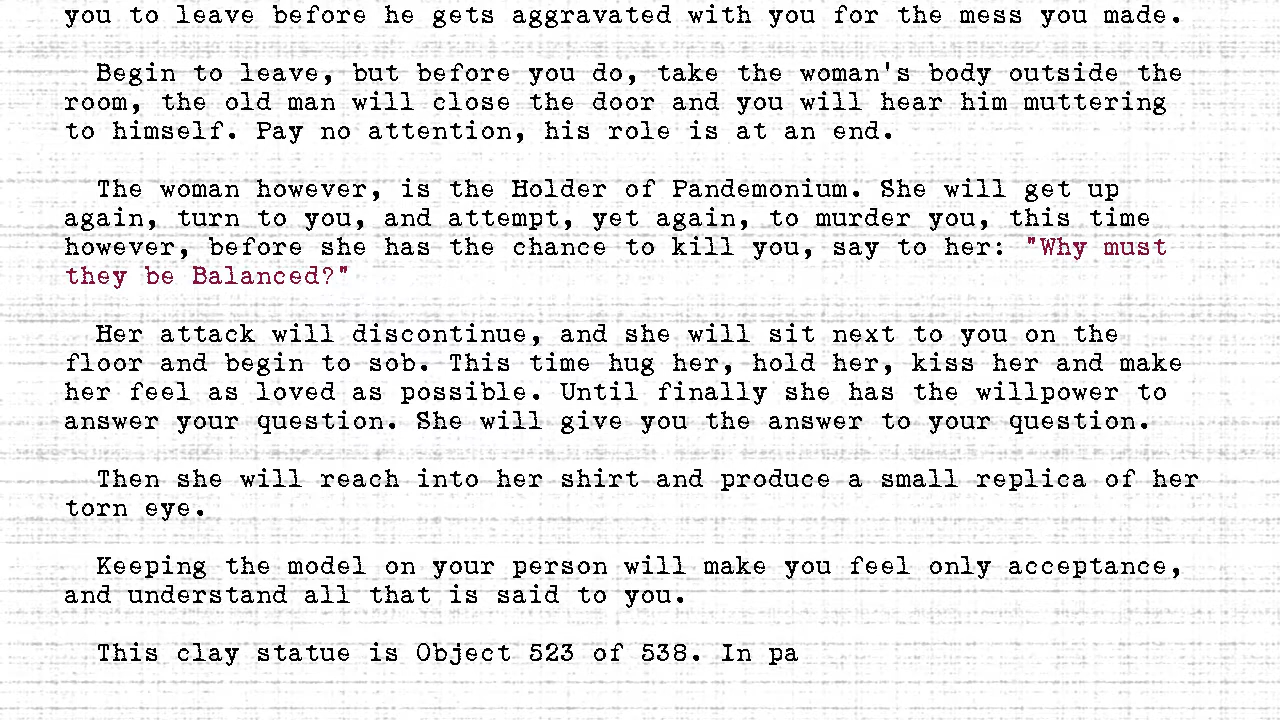 you to leave before he gets aggravated with you for the mess you made.
Begin to leave, but before you do, take the woman's body outside the
room, the old man will close the door and you will hear him muttering
to himself. Pay no attention, his role is at an end.
The woman however, is the Holder of Pandemonium. She will get up
again, turn to you, and attempt, yet again, to murder you, this time
however, before she has the chance to kill you, say to her: "Why must
they be Balanced?"
Her attack will discontinue, and she will sit next to you on the
floor and begin to sob. This time hug her, hold her, kiss her and make
her feel as loved as possible. Until finally she has the willpower to
answer your question. She will give you the answer to your question.
Then she will reach into her shirt and produce a small replica of her
torn eye.
Keeping the model on your person will make you feel only acceptance,
and understand all that is said to you.
This clay statue is Object 523 of 538. In pa